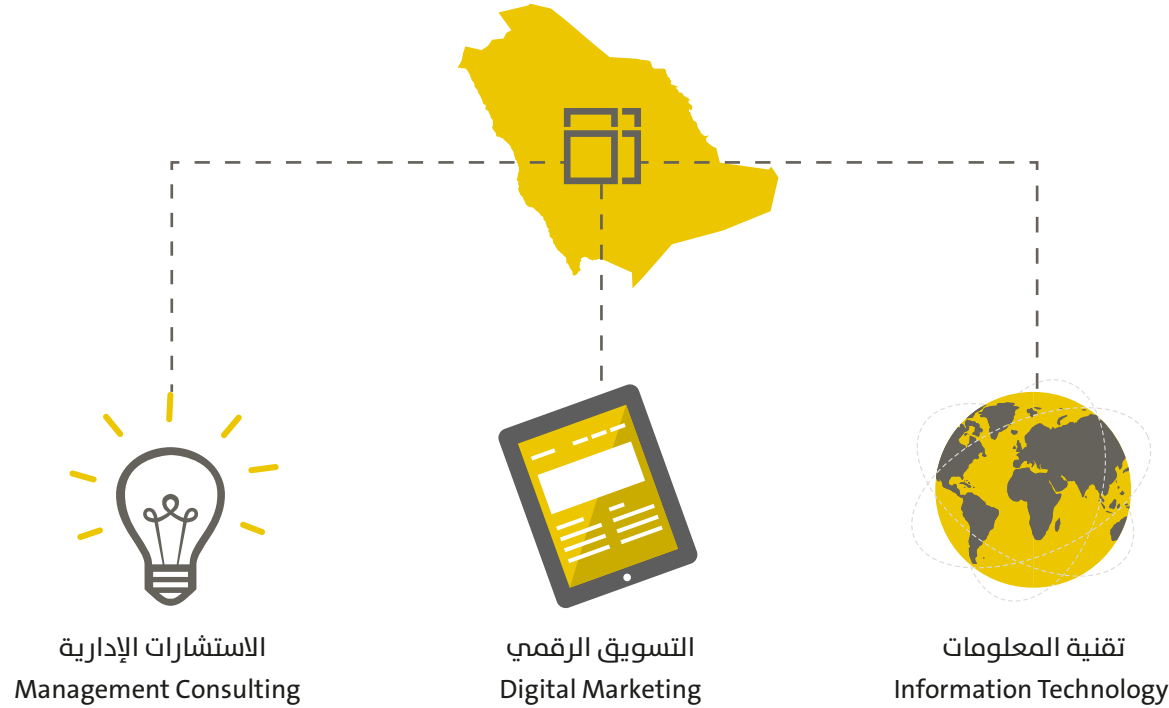 الاستشارات الإدارية
Management Consulting
التسويق الرقمي
Digital Marketing
تقنية المعلومات
Information Technology